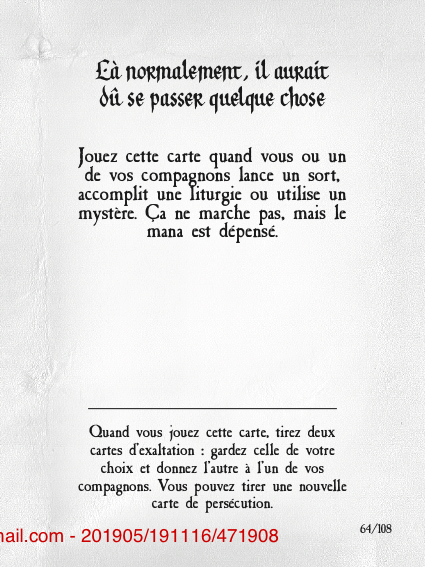 Là normalement, il aurait
dû se passer quelque chose
Jouez cette carte quand vous ou un
de vos compagnons lance un sort,
accomplit une liturgie ou utilise un
mystère. Ça ne marche pas, mais le
mana est dépensé.
Quand vous jouez cette carte, tirez deux
cartes d'exaltation : gardez celle de votre
choix et donnez l'autre à l'un de vos
compagnons. Vous pouvez tirer une nouvelle
carte de persécution.
64/108
ail.com - 201905/191116/471908